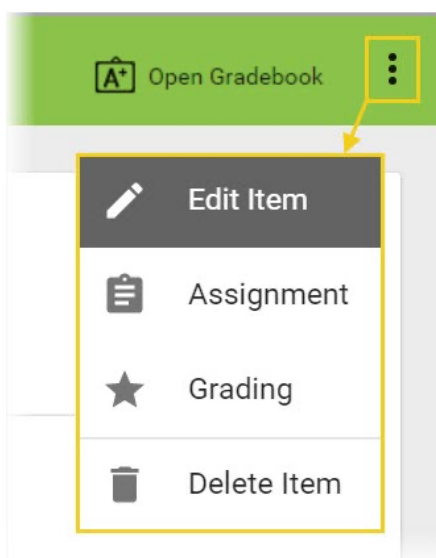 A+ Open Gradebook
Edit Item
Assignment
Grading
Delete Item